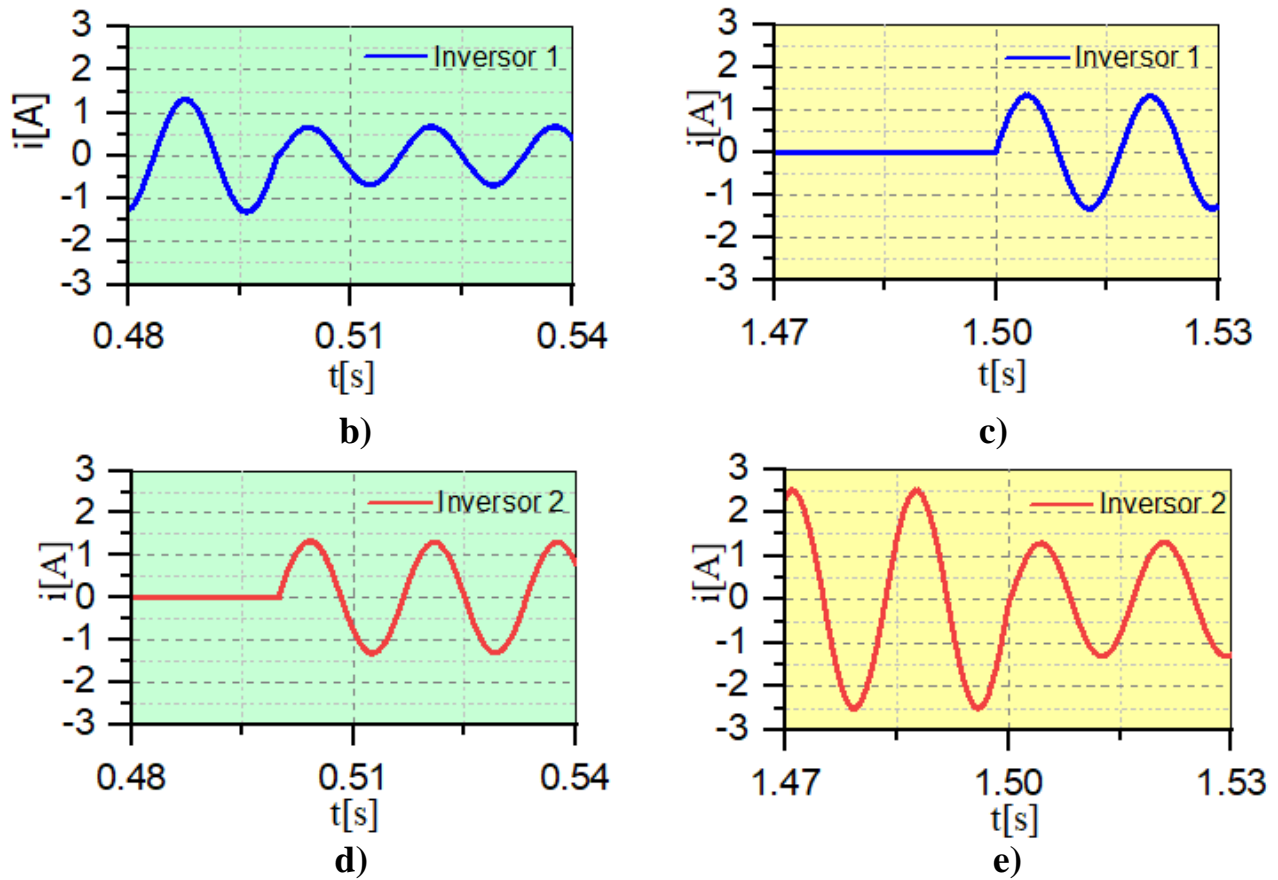 3
2
1
0
-1
-2
-3
i[A]
Inversor 1
0.48 0.51 0.54
t[s]
b)
3
2
1
0
-1
-2
-3
i[A]
Inversor 1
1.47 1.50 1.53
t[s]
c)
3
2
1
0
-1
-2
-3
i[A]
Inversor 2
0.48 0.51 0.54
t[s]
d)
3
2
1
0
-1
-2
-3
i[A]
Inversor 2
1.47 1.50 1.53
t[s]
e)